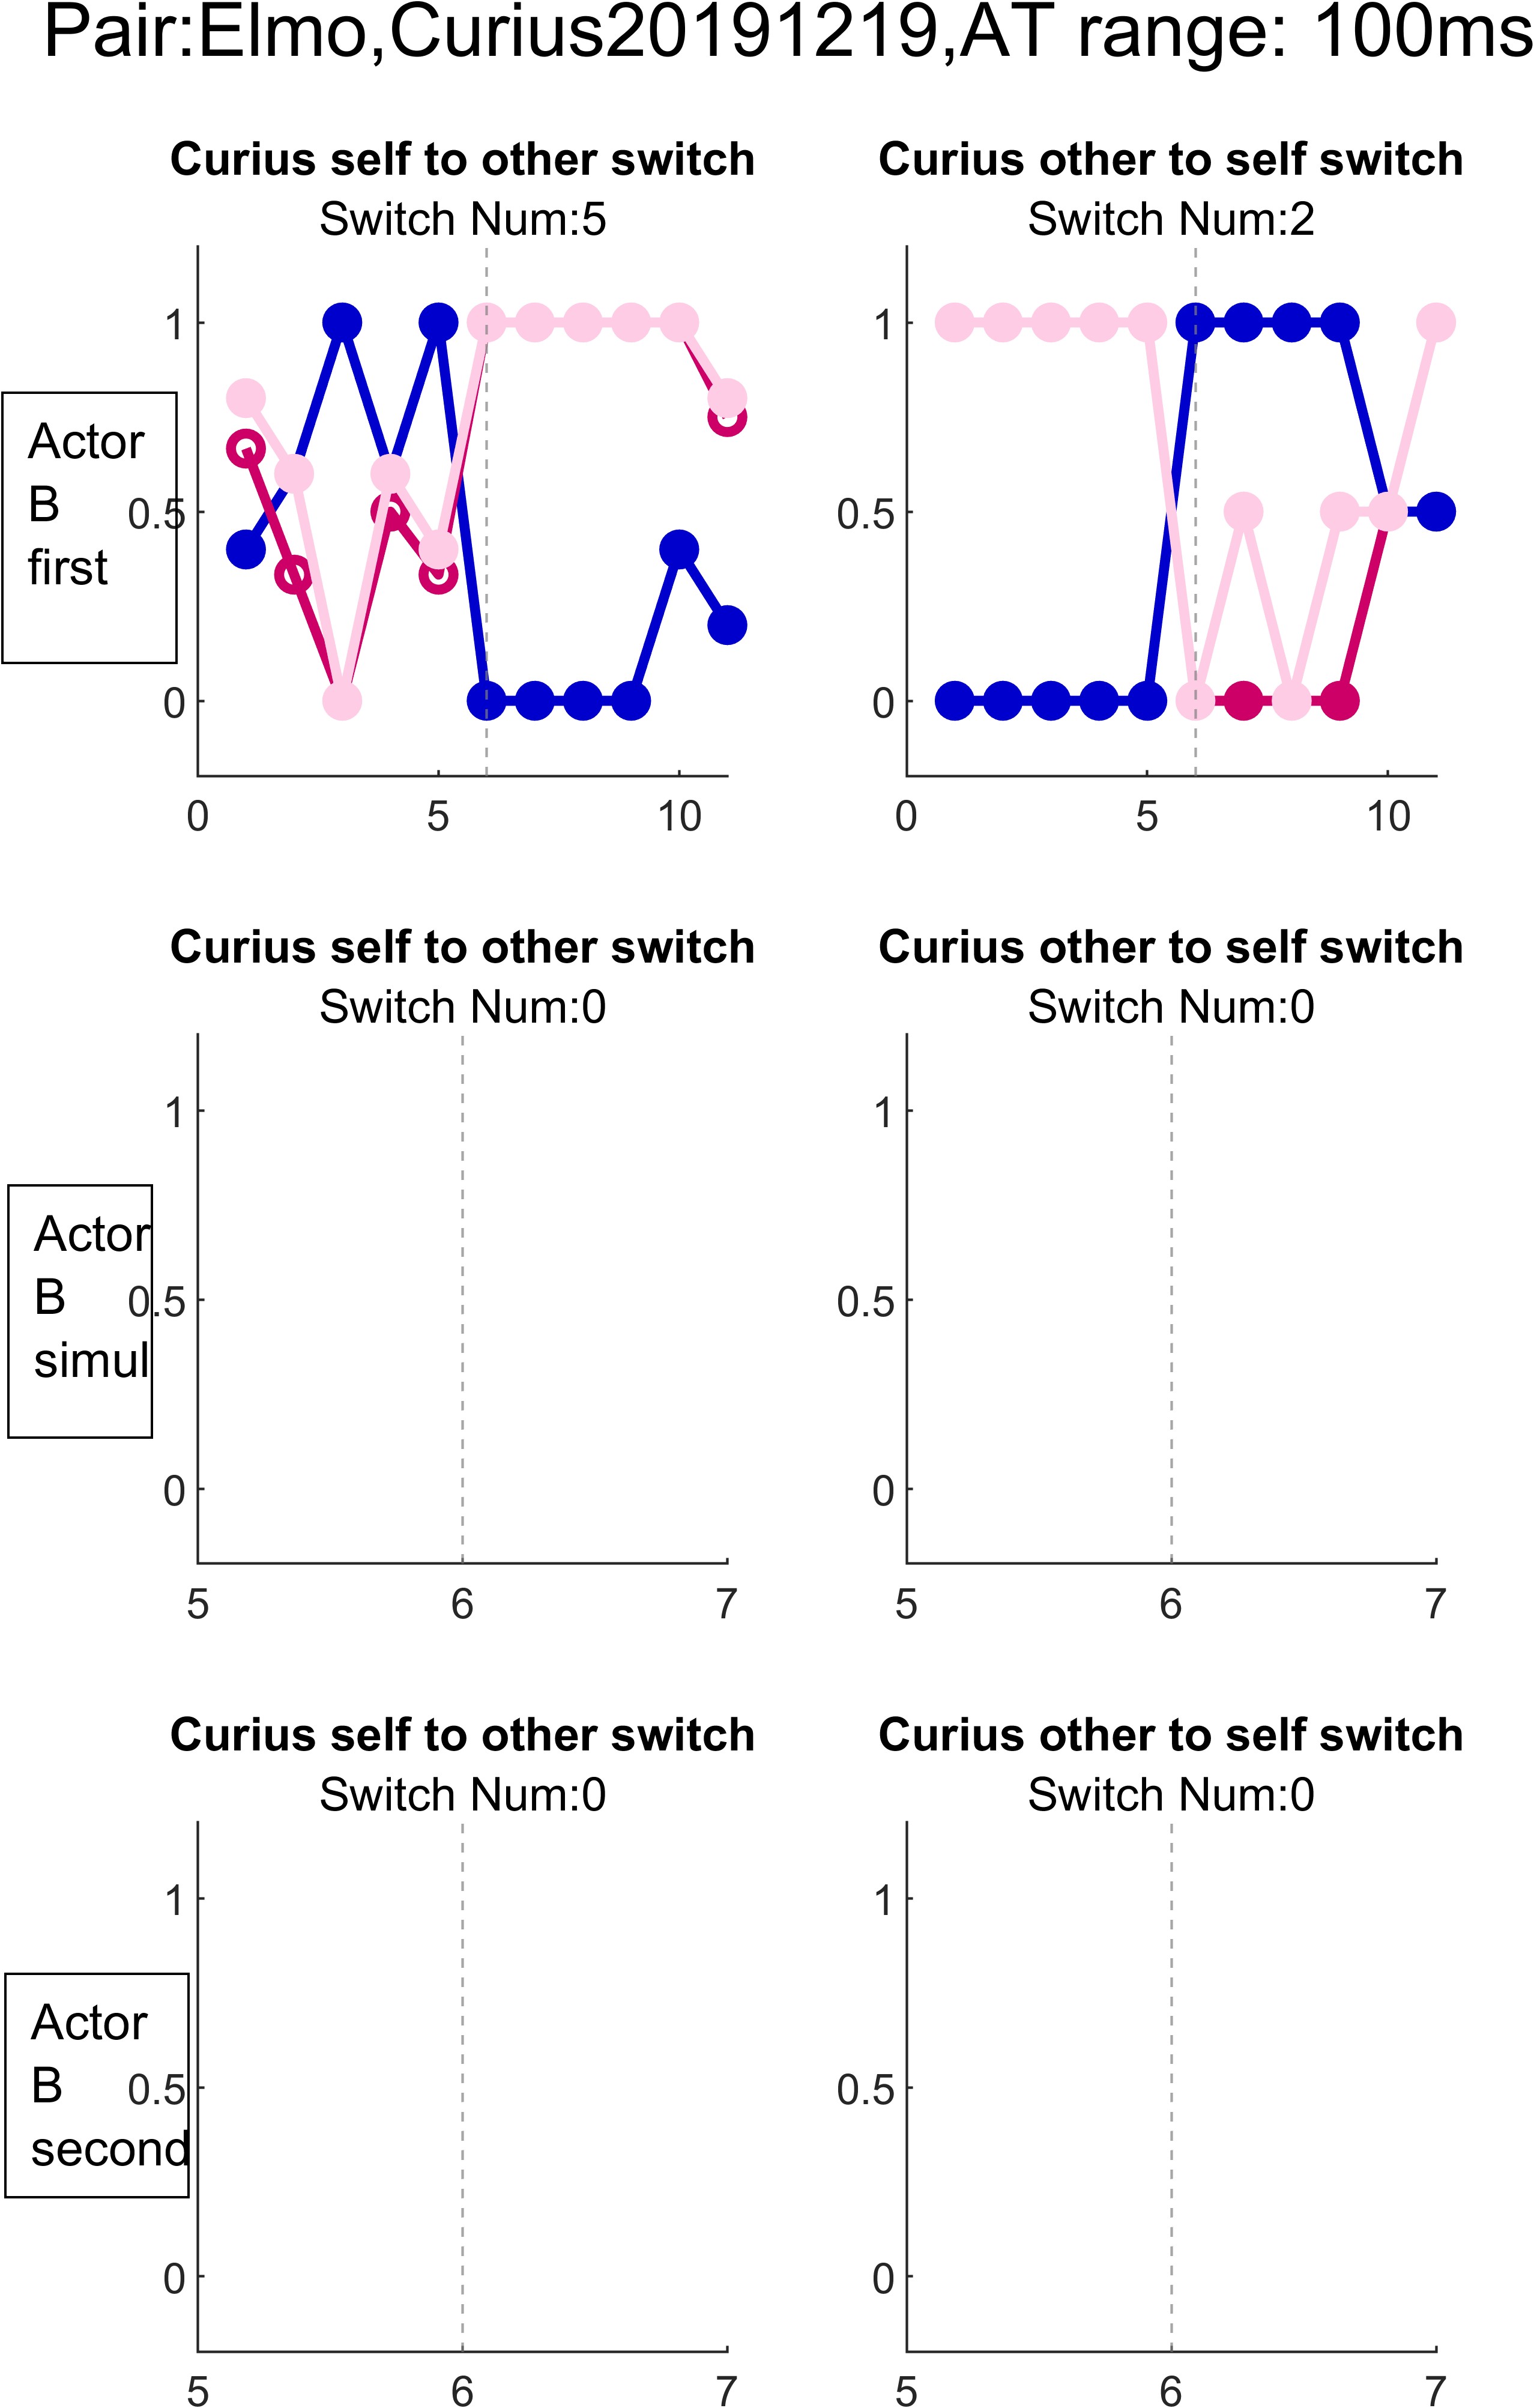 Pair:Elmo,Curius20191219,AT range: 100ms
Curius self to other switch
Switch Num:5
Curius other to self switch
Switch Num:2
Actor
B
first
1
0.5
0
0
5
10
1
0.5
0
0
5
10
Curius self to other switch
Switch Num:0
Curius other to self switch
Switch Num:0
Actor
B
simul
1
0.5
0
5
6
7
1
0.5
0
5
6
7
Curius self to other switch
Switch Num:0
Curius other to self switch
Switch Num:0
Actor
B
second
1
0.5
0
5
6
7
1
0.5
0
5
6
7